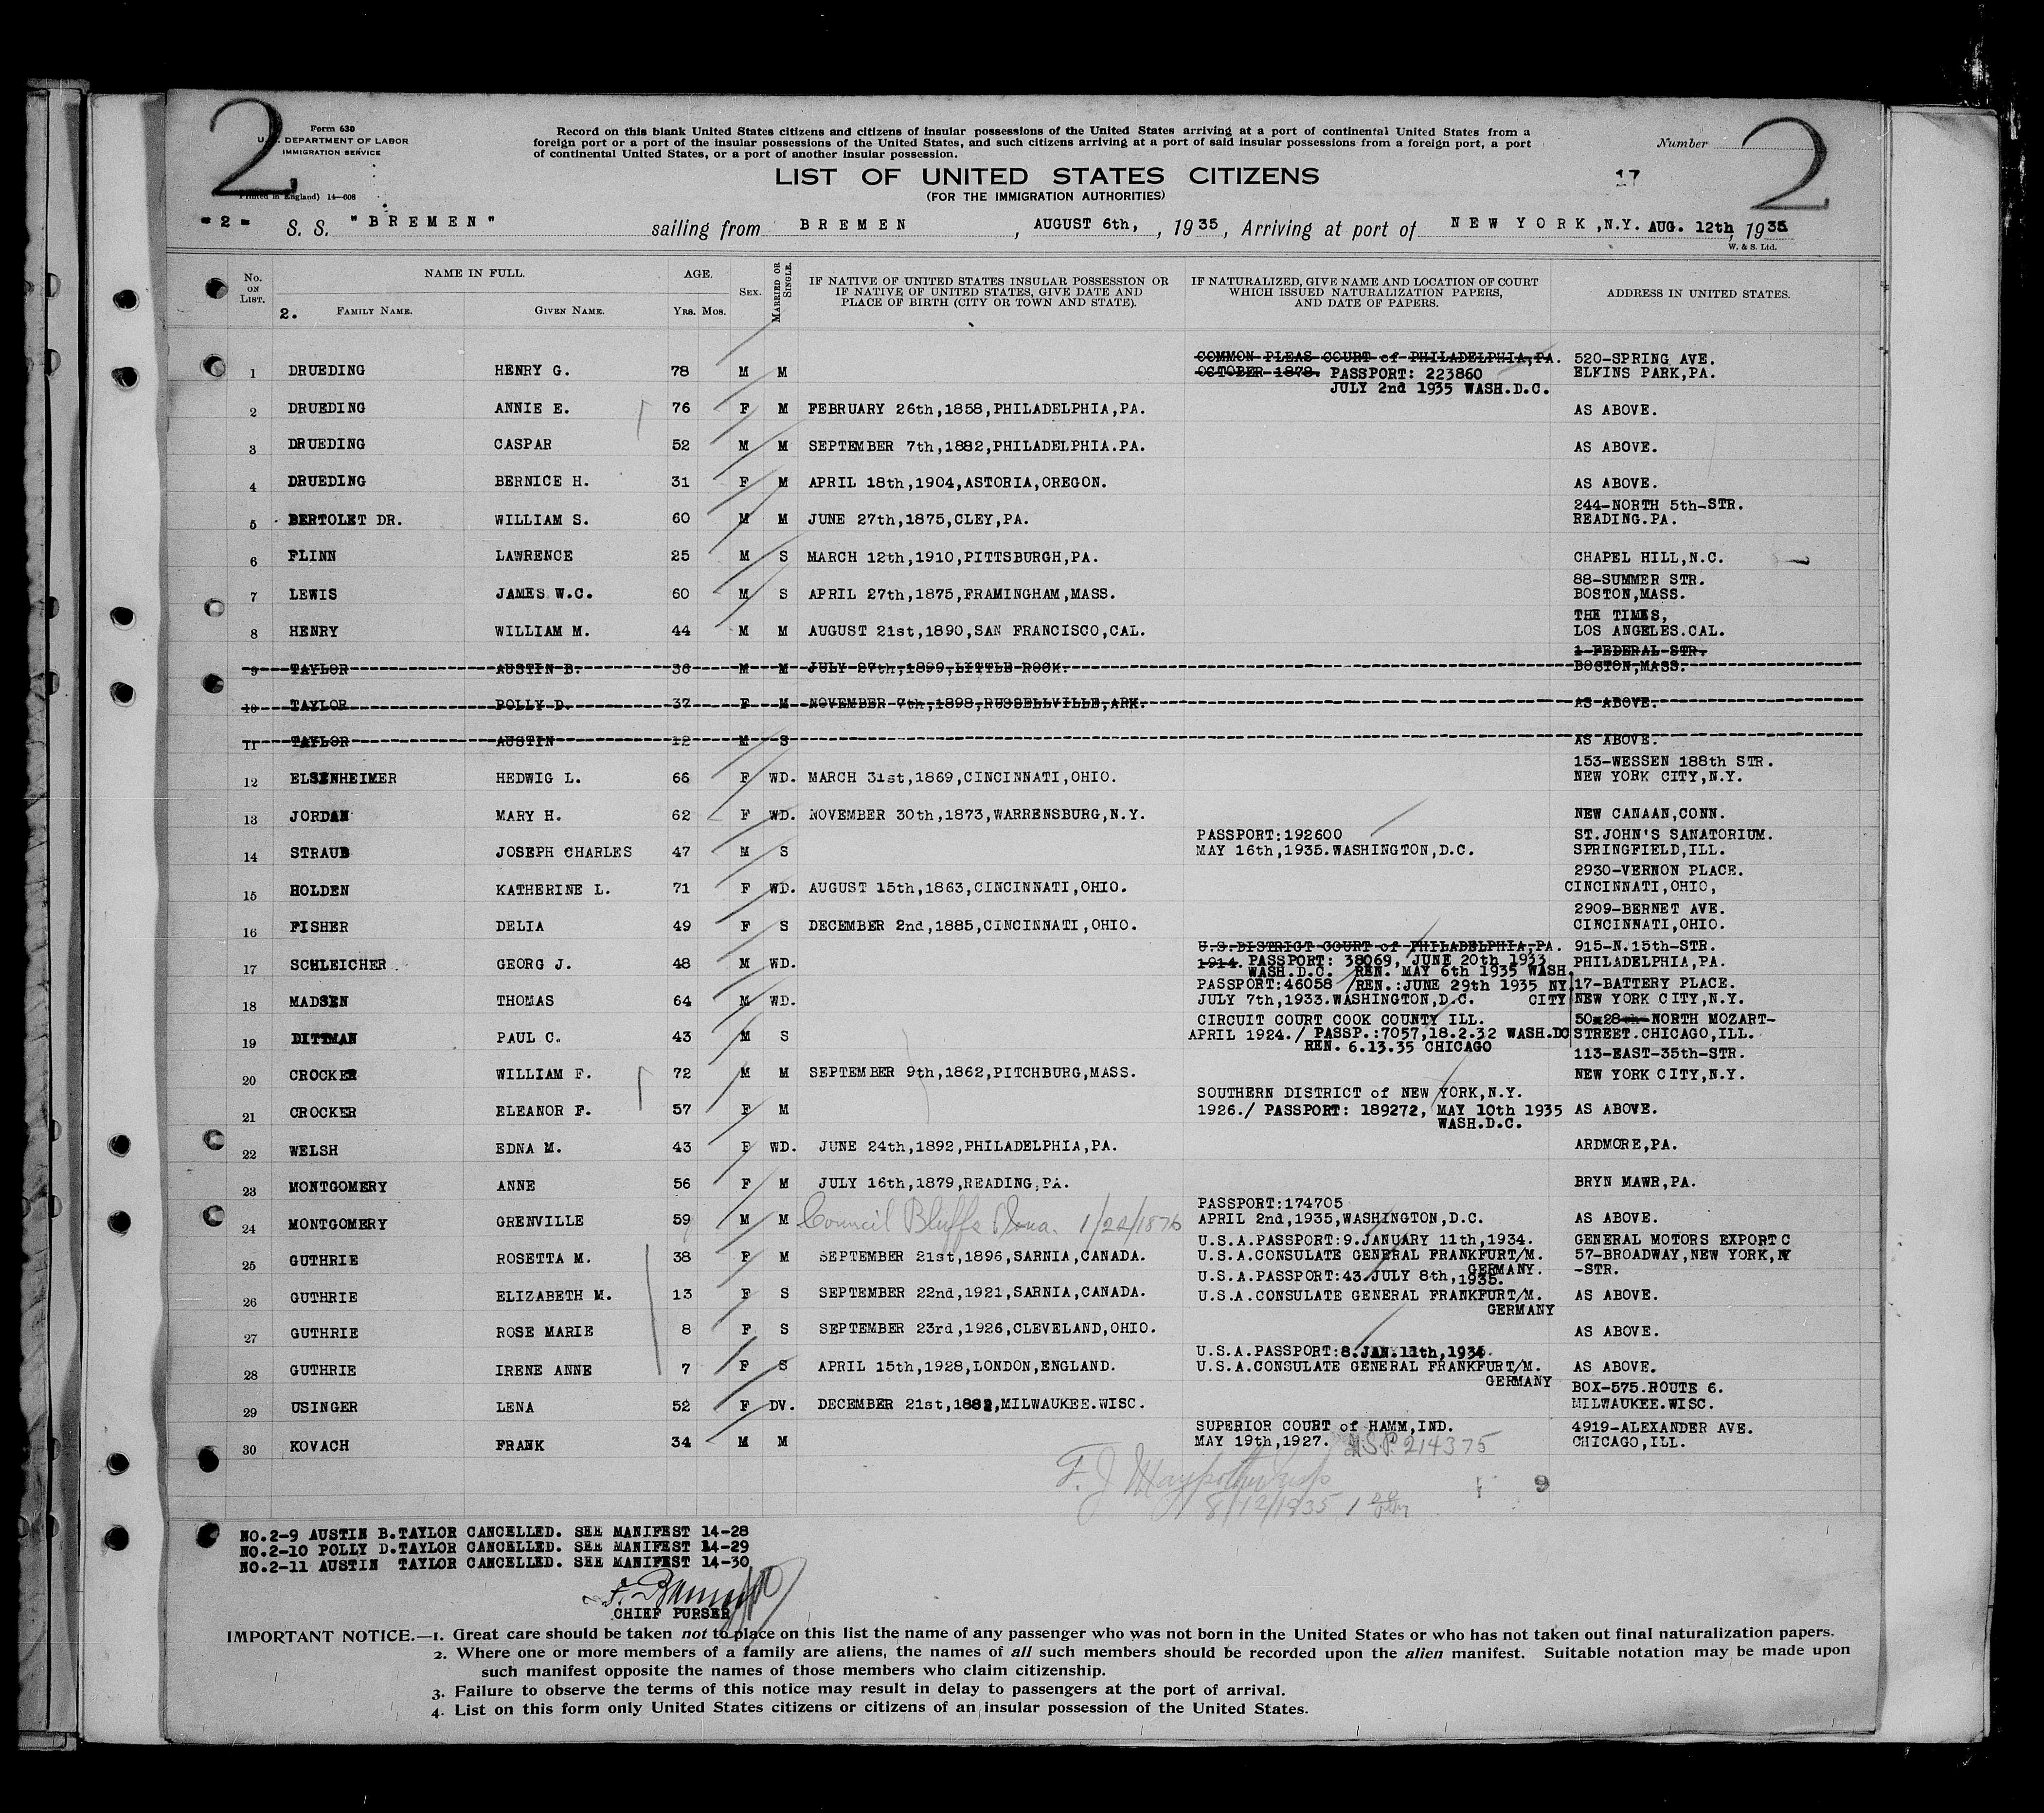 2 2
Form 630
U.S. DEPARTMENT OF LABOR
IMMIGRATION SERVICE
(Printed in England) 14—608
Record on this blank United States citizens and citizens of insular possessions of the United States arriving at a port of continental United States from a
foreign port or a port of the insular possessions of the United States, and such citizens arriving at a port of said insular possessions from a foreign port, a port
of continental United States, or a port of another insular possession.
Number
LIST OF UNITED STATES CITIZENS
(FOR THE IMMIGRATION AUTHORITIES)
17
= 2 = S. S. "BREMEN" sailing from BREMEN, AUGUST 6th, , 1935, Arriving at port of NEW YORK,N.Y. AUG. 12th, 1935
W. & S. Ltd.
No. ON LIST. NAME IN FULL. AGE. SEX. MARRIED OR SINGLE. IF NATIVE OF UNITED STATES INSULAR POSSESSION OR IF NATIVE OF UNITED STATES, GIVE DATE AND PLACE OF BIRTH (CITY OR TOWN AND STATE). IF NATURALIZED, GIVE NAME AND LOCATION OF COURT WHICH ISSUED NATURALIZATION PAPERS, AND DATE OF PAPERS. ADDRESS IN UNITED STATES.
2. FAMILY NAME. GIVEN NAME. YRS. MOS.
COMMON PLEAS COURT of PHILADELPHIA,PA. 520-SPRING AVE.
1 DRUEDING HENRY G. 78 M M OCTOBER 1878. PASSPORT: 223860 ELKINS PARK,PA.
JULY 2nd 1935 WASH.D.C.
2 DRUEDING ANNIE E. 76 F M FEBRUARY 26th,1858,PHILADELPHIA,PA. AS ABOVE.
3 DRUEDING CASPAR 52 M M SEPTEMBER 7th,1882,PHILADELPHIA.PA. AS ABOVE.
4 DRUEDING BERNICE H. 31 F M APRIL 18th,1904,ASTORIA,OREGON. AS ABOVE.
244-NORTH 5th-STR.
5 BERTOLET DR. WILLIAM S. 60 M M JUNE 27th,1875,CLEY,PA. READING.PA.
6 FLINN LAWRENCE 25 M S MARCH 12th,1910,PITTSBURGH,PA. CHAPEL HILL,N.C.
88-SUMMER STR.
7 LEWIS JAMES W.C. 60 M S APRIL 27th,1875,FRAMINGHAM,MASS. BOSTON,MASS.
THE TIMES,
8 HENRY WILLIAM M. 44 M M AUGUST 21st,1890,SAN FRANCISCO,CAL. LOS ANGELES.CAL.
1-FEDERAL STR.
9 TAYLOR AUSTIN B. 36 M M JULY 27th,1899,LITTLE ROCK. BOSTON,MASS.
10 TAYLOR POLLY D. 37 F M NOVEMBER 7th,1898,RUSSELLVILLE,ARK. AS ABOVE.
11 TAYLOR AUSTIN 12 M S AS ABOVE.
153-WESSEN 188th STR.
12 ELSENHEIMER HEDWIG L. 66 F WD. MARCH 31st,1869,CINCINNATI,OHIO. NEW YORK CITY,N.Y.
13 JORDAN MARY H. 62 F WD. NOVEMBER 30th,1873,WARRENSBURG,N.Y. NEW CANAAN,CONN.
PASSPORT:192600 ST.JOHN'S SANATORIUM.
14 STRAUB JOSEPH CHARLES 47 M S MAY 16th,1935.WASHINGTON,D.C. SPRINGFIELD,ILL.
2930-VERNON PLACE.
15 HOLDEN KATHERINE L. 71 F WD. AUGUST 15th,1863,CINCINNATI,OHIO. CINCINNATI,OHIO,
2909-BERNET AVE.
16 FISHER DELIA 49 F S DECEMBER 2nd,1885,CINCINNATI,OHIO. CINCINNATI,OHIO.
U.S.DISTRICT COURT of PHILADELPHIA,PA. 915-N.15th-STR.
17 SCHLEICHER GEORG J. 48 M WD. 1914. PASSPORT: 38069, JUNE 20th 1933 PHILADELPHIA,PA.
WASH.D.C. REN. MAY 6th 1935 WASH.
PASSPORT:46058 /REN.:JUNE 29th 1935 NY 17-BATTERY PLACE.
18 MADSEN THOMAS 64 M WD. JULY 7th,1933.WASHINGTON,D.C. CITY NEW YORK CITY,N.Y.
CIRCUIT COURT COOK COUNTY ILL. 50x28th NORTH MOZART-
19 DITTMAN PAUL C. 43 M S APRIL 1924./ PASSP.:7057,18.2.32 WASH.DC STREET.CHICAGO,ILL.
REN. 6.13.35 CHICAGO
113-EAST-35th-STR.
20 CROCKER WILLIAM F. 72 M M SEPTEMBER 9th,1862,PITCHBURG,MASS. NEW YORK CITY,N.Y.
SOUTHERN DISTRICT of NEW YORK,N.Y.
21 CROCKER ELEANOR F. 57 F M 1926./ PASSPORT: 189272, MAY 10th 1935 AS ABOVE.
WASH.D.C.
22 WELSH EDNA M. 43 F WD. JUNE 24th,1892,PHILADELPHIA,PA. ARDMORE,PA.
23 MONTGOMERY ANNE 56 F M JULY 16th,1879,READING,PA. BRYN MAWR,PA.
PASSPORT:174705
24 MONTGOMERY GRENVILLE 59 M M Council Bluffs Iowa. 1/24/1876 APRIL 2nd,1935,WASHINGTON,D.C. AS ABOVE.
U.S.A.PASSPORT:9.JANUARY 11th,1934. GENERAL MOTORS EXPORT C
25 GUTHRIE ROSETTA M. 38 F M SEPTEMBER 21st,1896,SARNIA,CANADA. U.S.A.CONSULATE GENERAL FRANKFURT/M. 57-BROADWAY,NEW YORK,NY
GERMANY. -STR.
U.S.A.PASSPORT:43.JULY 8th,1935.
26 GUTHRIE ELIZABETH M. 13 F S SEPTEMBER 22nd,1921,SARNIA,CANADA. U.S.A.CONSULATE GENERAL FRANKFURT/M. AS ABOVE.
GERMANY
27 GUTHRIE ROSE MARIE 8 F S SEPTEMBER 23rd,1926,CLEVELAND,OHIO. AS ABOVE.
U.S.A.PASSPORT:8.JAN.11th,1934.
28 GUTHRIE IRENE ANNE 7 F S APRIL 15th,1928,LONDON,ENGLAND. U.S.A.CONSULATE GENERAL FRANKFURT/M. AS ABOVE.
GERMANY
BOX-575.ROUTE 6.
29 USINGER LENA 52 F DV. DECEMBER 21st,1882,MILWAUKEE.WISC. MILWAUKEE.WISC.
SUPERIOR COURT of HAMM,IND. 4919-ALEXANDER AVE.
30 KOVACH FRANK 34 M M MAY 19th,1927. U.S.P. 214375 CHICAGO,ILL.
F. J.
8/12/1935
9
NO.2-9 AUSTIN B.TAYLOR CANCELLED. SEE MANIFEST 14-28
NO.2-10 POLLY D.TAYLOR CANCELLED. SEE MANIFEST 14-29
NO.2-11 AUSTIN TAYLOR CANCELLED. SEE MANIFEST 14-30
CHIEF PURSER
IMPORTANT NOTICE.—1. Great care should be taken not to place on this list the name of any passenger who was not born in the United States or who has not taken out final naturalization papers.
2. Where one or more members of a family are aliens, the names of all such members should be recorded upon the alien manifest. Suitable notation may be made upon
such manifest opposite the names of those members who claim citizenship.
3. Failure to observe the terms of this notice may result in delay to passengers at the port of arrival.
4. List on this form only United States citizens or citizens of an insular possession of the United States.